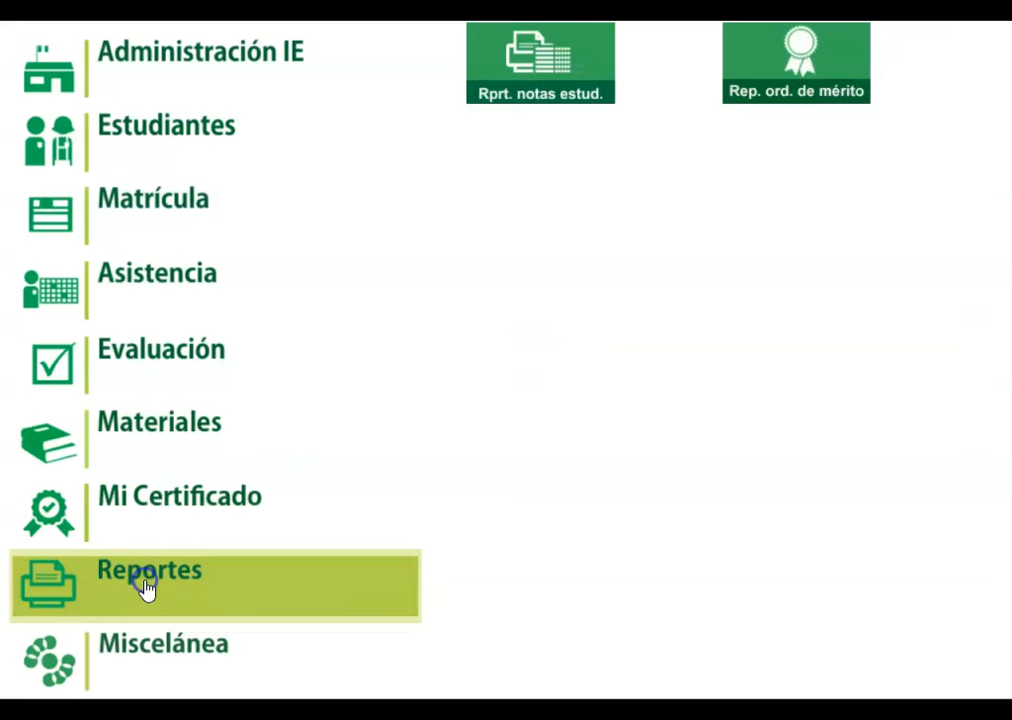 Administración IE
Estudiantes
Matrícula
Asistencia
Evaluación
Materiales
Mi Certificado
Reportes
Miscelánea
Rprt. notas estud.
Rep. ord. de mérito